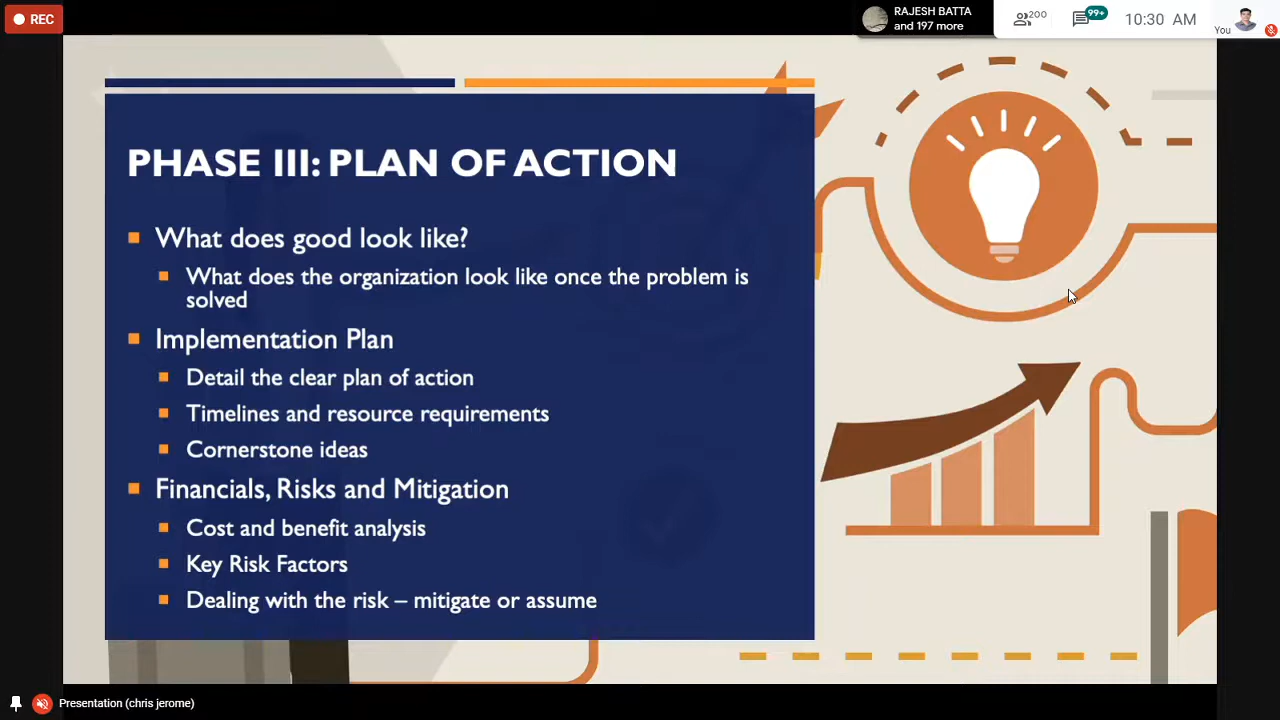 REC
RAJESH BATTA
and 197 more
200
99+
10:30 AM
You
PHASE III: PLAN OF ACTION
What does good look like?
What does the organization look like once the problem is
solved
Implementation Plan
Detail the clear plan of action
Timelines and resource requirements
Cornerstone ideas
Financials, Risks and Mitigation
Cost and benefit analysis
Key Risk Factors
Dealing with the risk – mitigate or assume
Presentation (chris jerome)